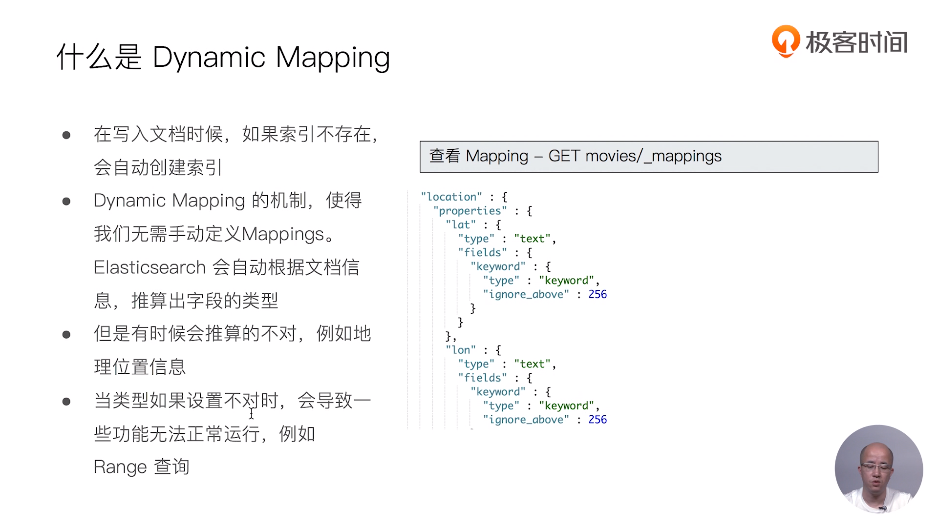 什么是 Dynamic Mapping
极客时间
● 在写入文档时候，如果索引不存在，
会自动创建索引
● Dynamic Mapping 的机制，使得
我们无需手动定义Mappings。
Elasticsearch 会自动根据文档信
息，推算出字段的类型
● 但是有时候会推算的不对，例如地
理位置信息
● 当类型如果设置不对时，会导致一
些功能无法正常运行，例如
Range 查询
查看 Mapping – GET movies/_mappings
"location" : {
"properties" : {
"lat" : {
"type" : "text",
"fields" : {
"keyword" : {
"type" : "keyword",
"ignore_above" : 256
}
}
},
"lon" : {
"type" : "text",
"fields" : {
"keyword" : {
"type" : "keyword",
"ignore_above" : 256